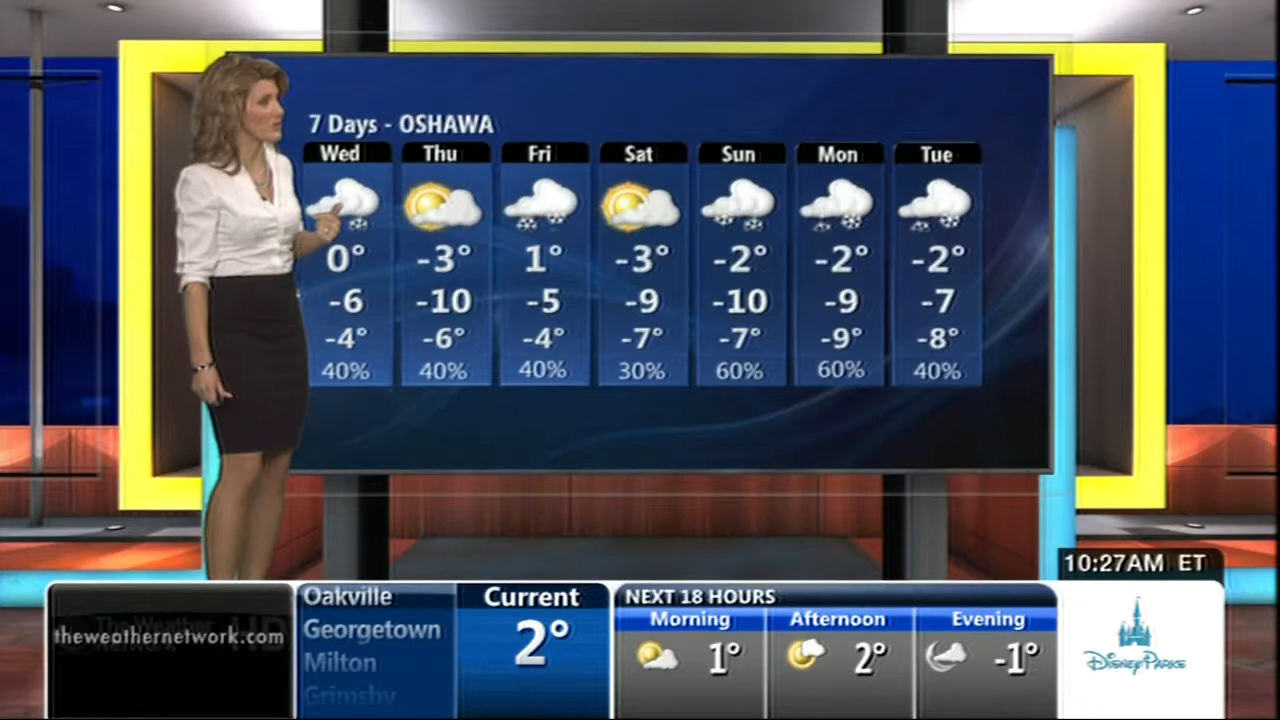 7 Days - OSHAWA
Wed Thu Fri Sat Sun Mon Tue
0° -3° 1° -3° -2° -2° -2°
-6 -10 -5 -9 -10 -9 -7
-4° -6° -4° -7° -7° -9° -8°
40% 40% 40% 30% 60% 60% 40%
10:27AM ET
theweathernetwork.com
Oakville
Georgetown
Milton
Grimsby
Current
2°
NEXT 18 HOURS
Morning Afternoon Evening
1° 2° -1°
Disney Parks